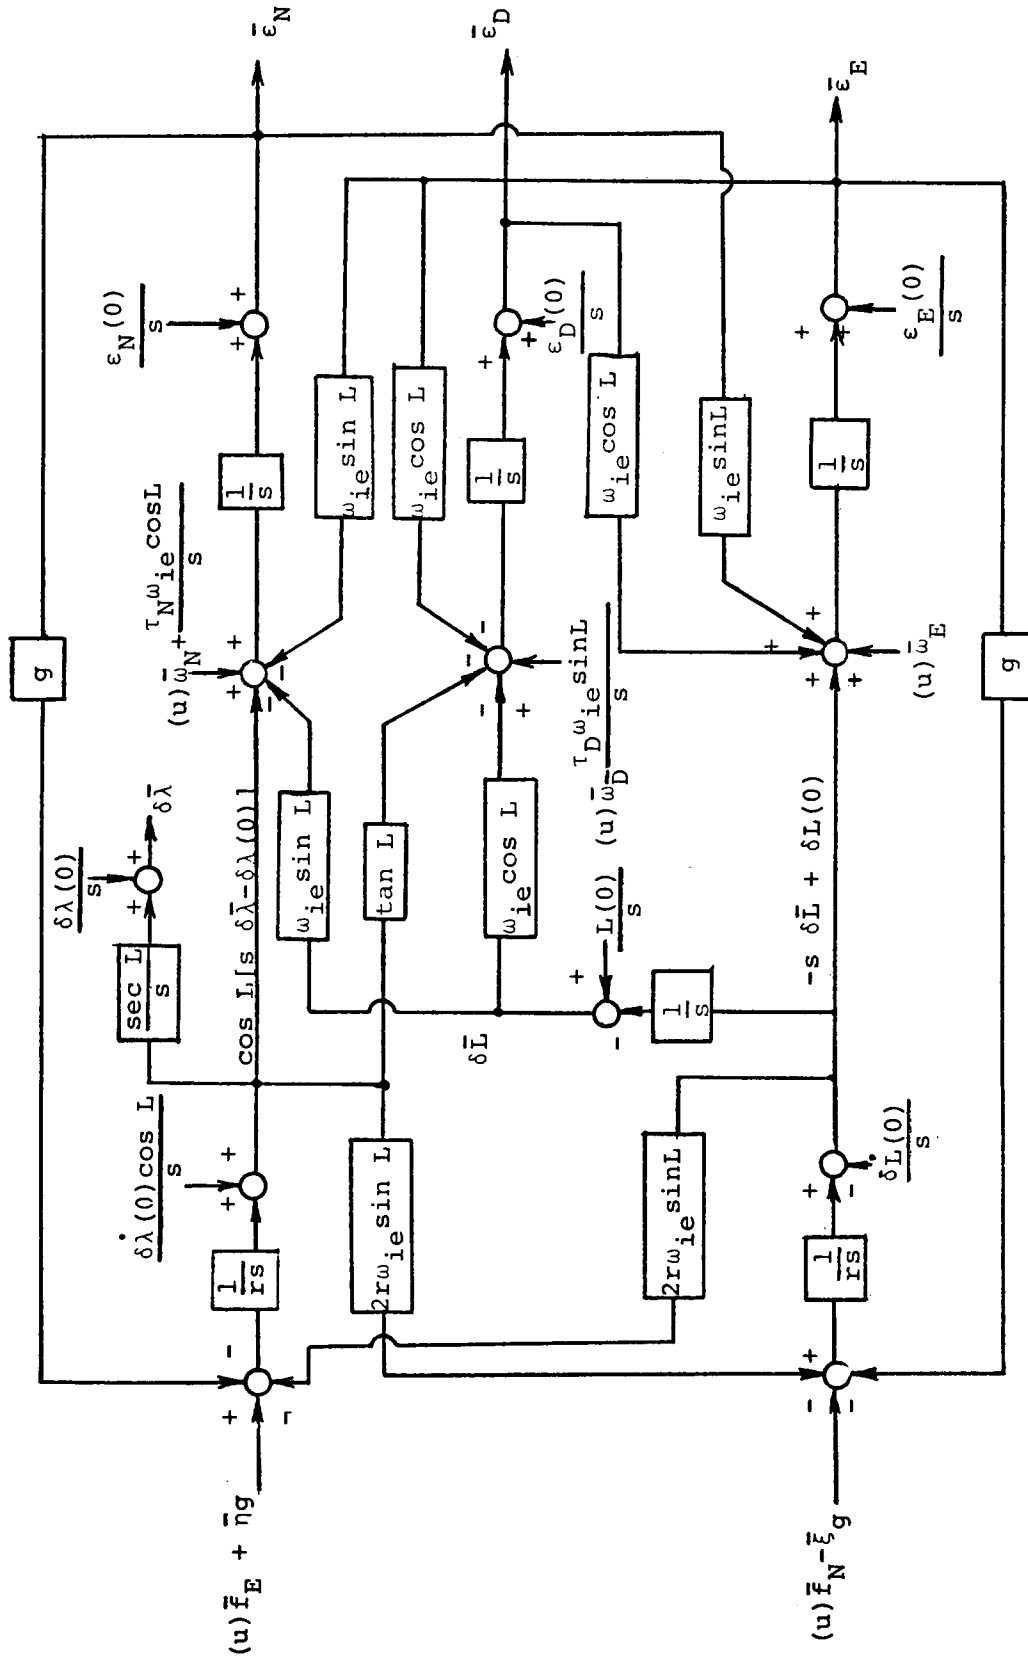 ε̄_N
ε̄_D
ε̄_E
g
ε_N(0)
s
1
s
τ_N ω_ie cosL
s
(u)ω̄_N +
+
+
+
+
-
-
ω_ie sin L
ω_ie cos L
1
s
+
+
ε_D(0)
s
ω_ie cos L
ω_ie sinL
1
s
+
+
ε_E(0)
s
g
δλ(0)
s
+
+
δλ̄
sec L
s
cos L[s δλ̄-δλ(0)]
ω_ie sin L
tan L
ω_ie cos L
-
-
-
+
τ_D ω_ie sinL
s
(u)ω̄_D
L(0)
s
+
-
1
s
δL̄
-s δL̄ + δL(0)
+
+
+
+
(u)ω̄_E
δλ̇(0)cos L
s
+
+
1
rs
2rω_ie sin L
2rω_ie sinL
1
rs
+
-
δL̇(0)
s
-
+
(u)f̄_E + η̄g
+
-
-
(u)f̄_N-ξ̄g